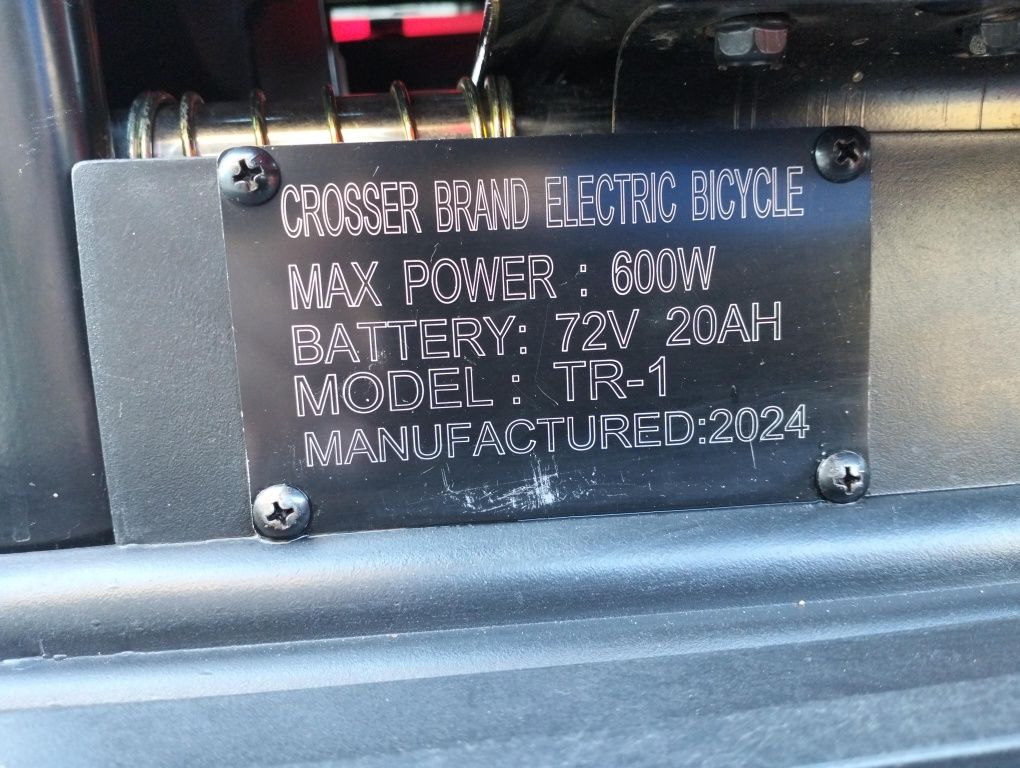 CROSSER BRAND ELECTRIC BICYCLE
MAX POWER : 600W
BATTERY: 72V 20AH
MODEL : TR-1
MANUFACTURED:2024